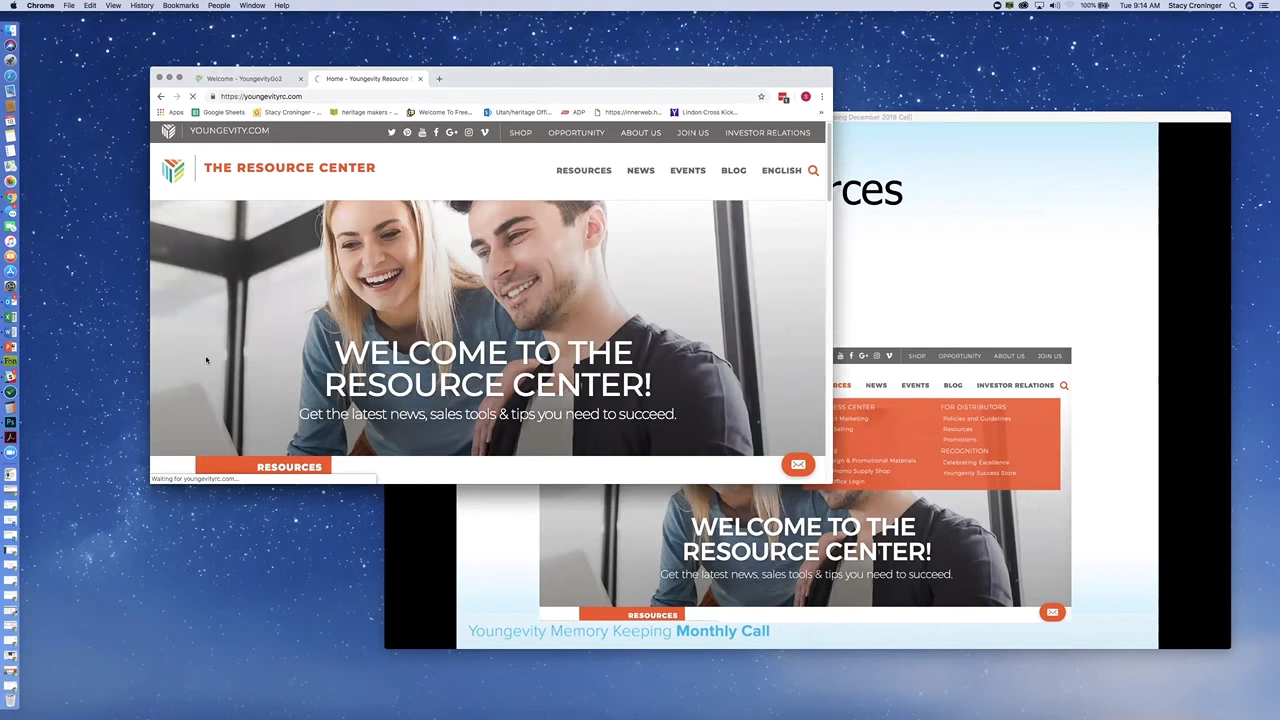 Chrome File Edit View History Bookmarks People Window Help
100% Tue 9:14 AM Stacy Croninger
Welcome - YoungevityGo2
Home - Youngevity Resource
https://youngevityrc.com
Apps Google Sheets Stacy Croninger - ... heritage makers - ... Welcome To Free... Utah/heritage Offi... ADP https://innerweb.h... Lindon Cross Kick... »
YOUNGEVITY.COM
SHOP OPPORTUNITY ABOUT US JOIN US INVESTOR RELATIONS
THE RESOURCE CENTER
RESOURCES NEWS EVENTS BLOG ENGLISH
WELCOME TO THE
RESOURCE CENTER!
Get the latest news, sales tools & tips you need to succeed.
RESOURCES
Waiting for youngevityrc.com...
ing December 2018 Call]
rces
SHOP OPPORTUNITY ABOUT US JOIN US
RCES NEWS EVENTS BLOG INVESTOR RELATIONS
ESS CENTER FOR DISTRIBUTORS
ct Marketing Policies and Guidelines
Selling Resources
Promotions
RECOGNITION
sign & Promotional Materials Celebrating Excellence
Promo Supply Shop Youngevity Success Store
ffice Login
WELCOME TO THE
RESOURCE CENTER!
Get the latest news, sales tools & tips you need to succeed.
RESOURCES
Youngevity Memory Keeping Monthly Call